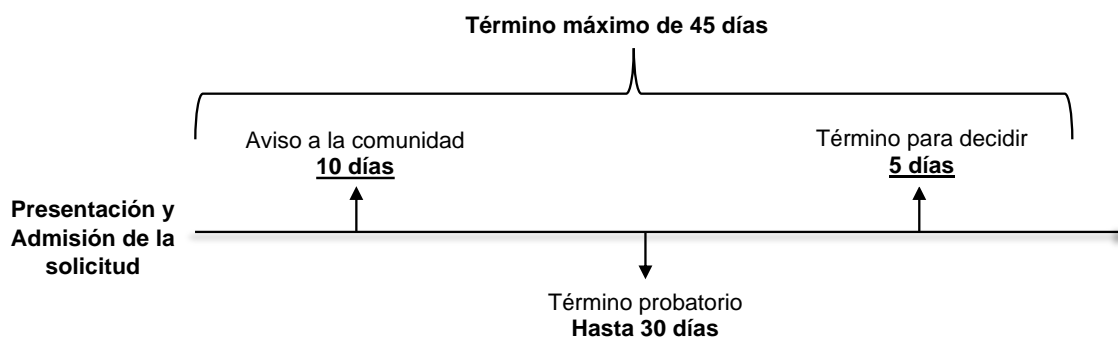 Término máximo de 45 días
Aviso a la comunidad
10 días
Término para decidir
5 días
Presentación y
Admisión de la
solicitud
Término probatorio
Hasta 30 días